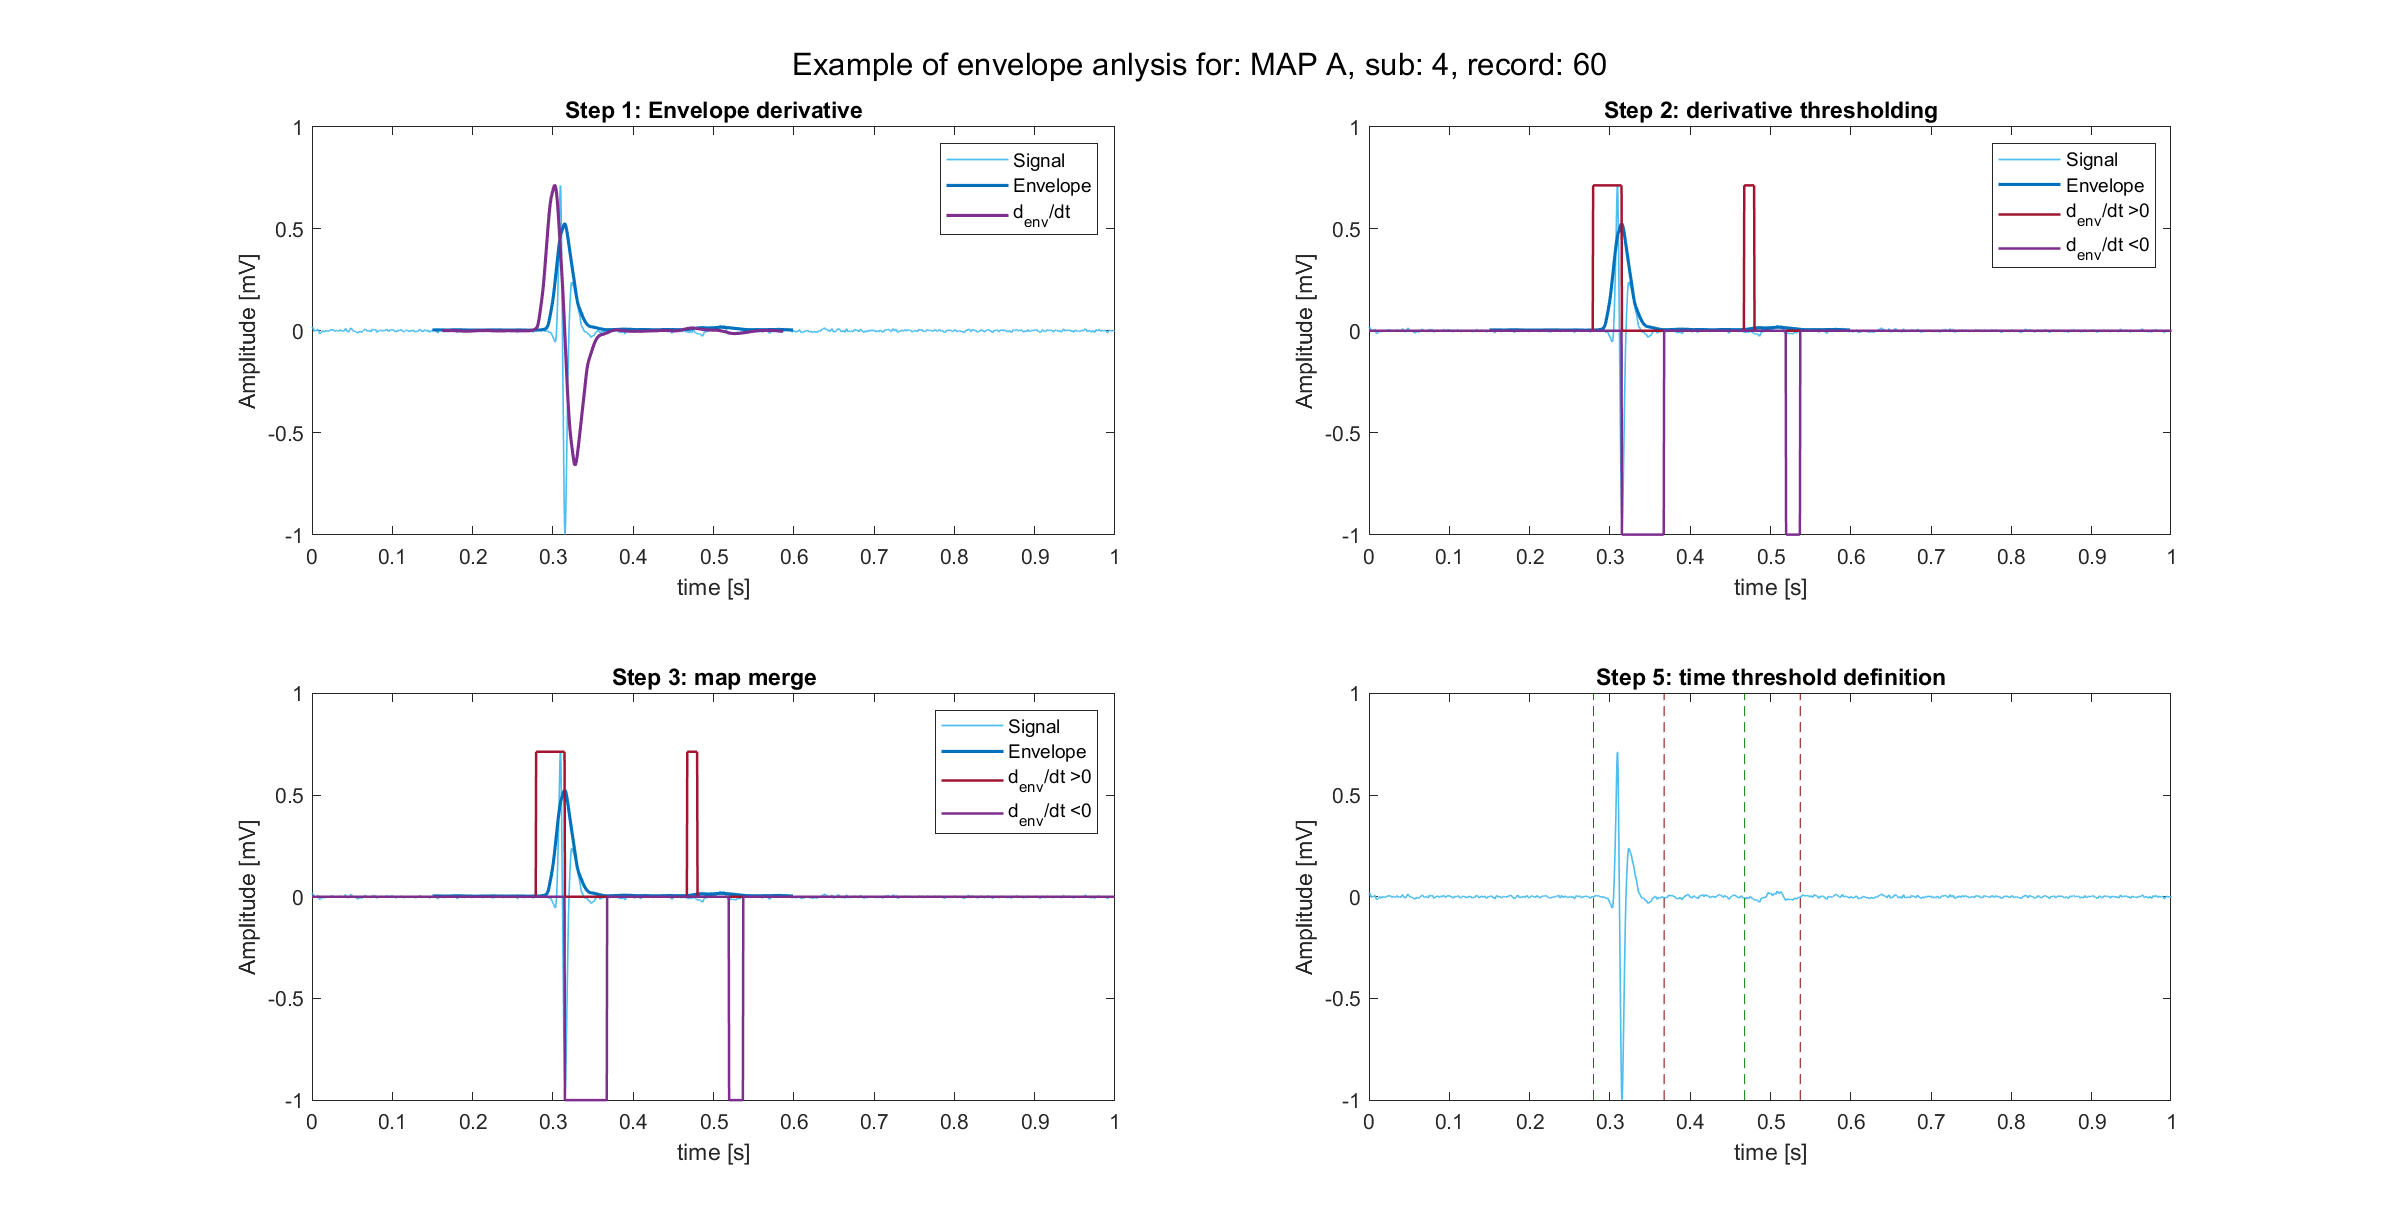 Example of envelope anlysis for: MAP A, sub: 4, record: 60
Step 1: Envelope derivative
1
0.5
0
-0.5
-1
Amplitude [mV]
0 0.1 0.2 0.3 0.4 0.5 0.6 0.7 0.8 0.9 1
time [s]
Signal
Envelope
d_env/dt
Step 2: derivative thresholding
1
0.5
0
-0.5
-1
Amplitude [mV]
0 0.1 0.2 0.3 0.4 0.5 0.6 0.7 0.8 0.9 1
time [s]
Signal
Envelope
d_env/dt >0
d_env/dt <0
Step 3: map merge
1
0.5
0
-0.5
-1
Amplitude [mV]
0 0.1 0.2 0.3 0.4 0.5 0.6 0.7 0.8 0.9 1
time [s]
Signal
Envelope
d_env/dt >0
d_env/dt <0
Step 5: time threshold definition
1
0.5
0
-0.5
-1
Amplitude [mV]
0 0.1 0.2 0.3 0.4 0.5 0.6 0.7 0.8 0.9 1
time [s]